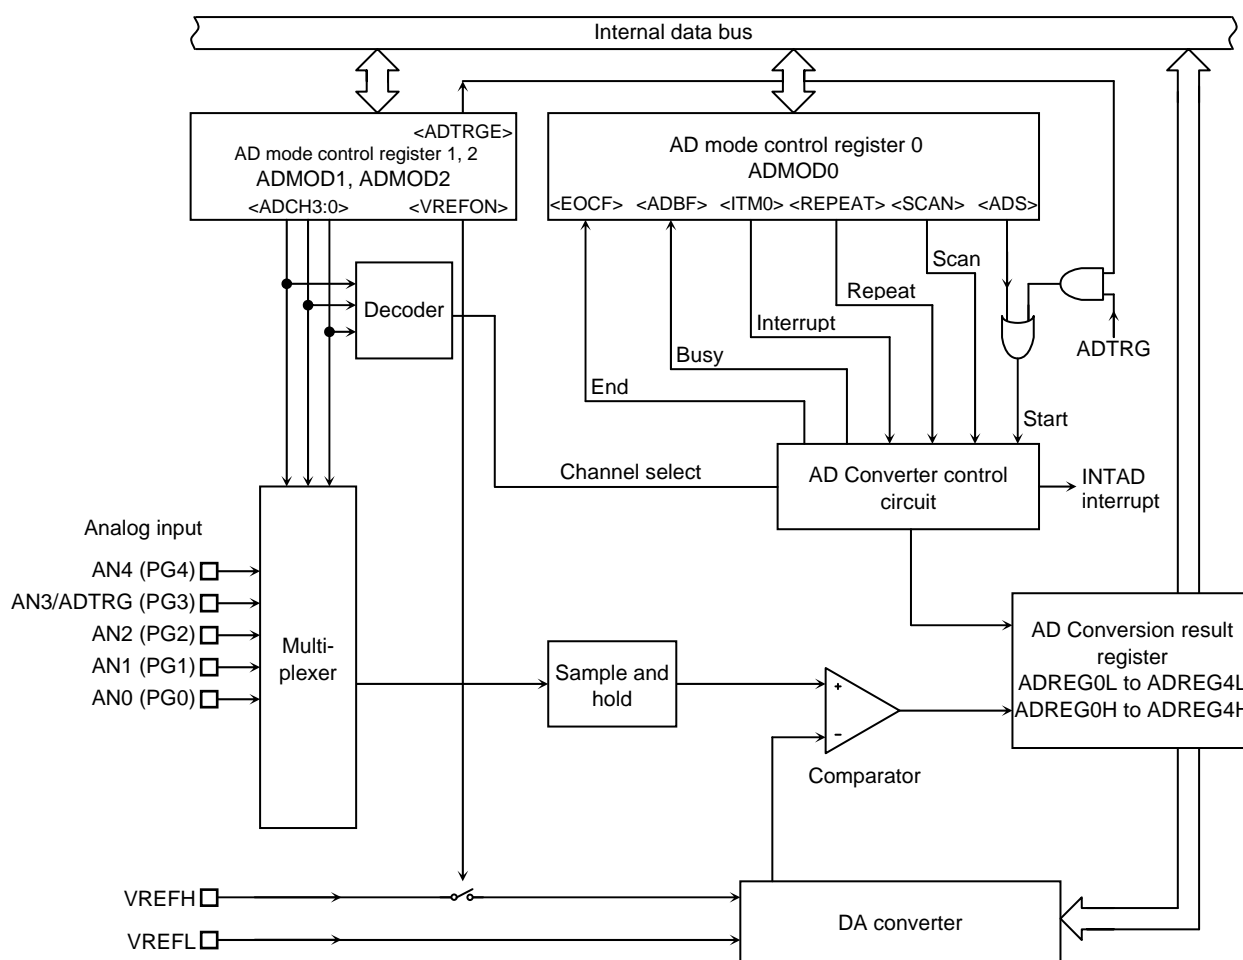 Internal data bus
<ADTRGE>
AD mode control register 1, 2
ADMOD1, ADMOD2
<ADCH3:0>
<VREFON>
AD mode control register 0
ADMOD0
<EOCF>
<ADBF>
<ITM0>
<REPEAT>
<SCAN>
<ADS>
Scan
Decoder
Repeat
Interrupt
ADTRG
Busy
End
Start
Channel select
AD Converter control
circuit
INTAD
interrupt
Analog input
AN4 (PG4)
AN3/ADTRG (PG3)
AN2 (PG2)
AN1 (PG1)
AN0 (PG0)
Multi-
plexer
Sample and
hold
+
−
Comparator
AD Conversion result
register
ADREG0L to ADREG4L
ADREG0H to ADREG4H
VREFH
VREFL
DA converter